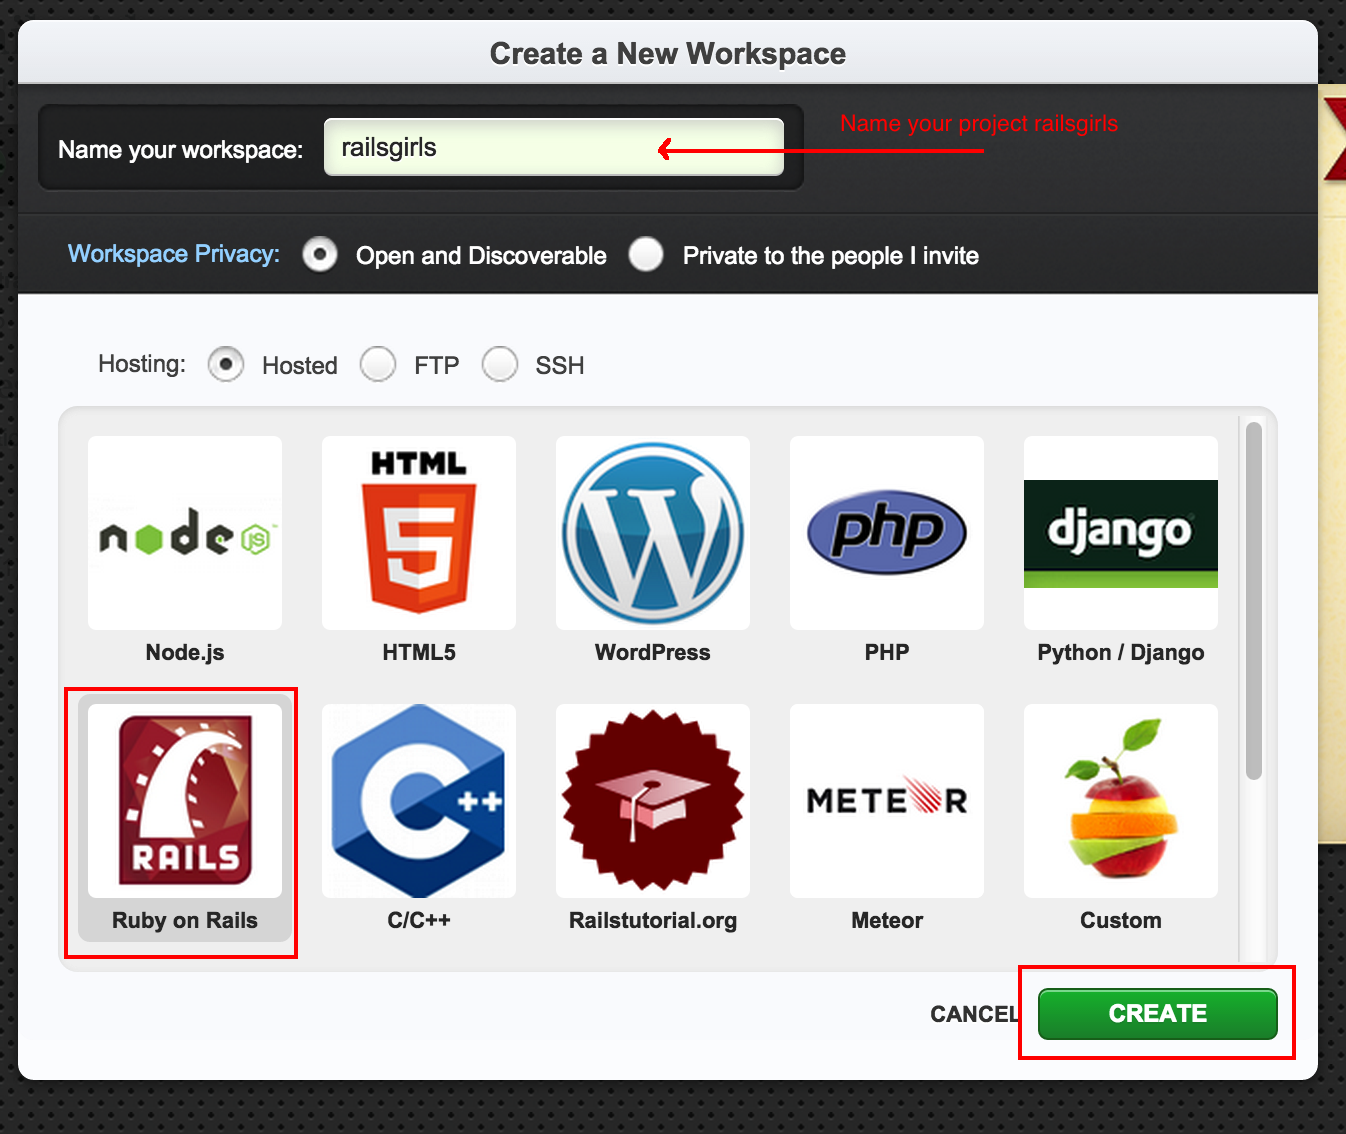 Create a New Workspace
Name your project railsgirls
Name your workspace: railsgirls
Workspace Privacy: Open and Discoverable Private to the people I invite
Hosting: Hosted FTP SSH
node JS ™
HTML 5
W
php
django
Node.js
HTML5
WordPress
PHP
Python / Django
RAILS
C++
METEOR
Ruby on Rails
C/C++
Railstutorial.org
Meteor
Custom
CANCEL
CREATE